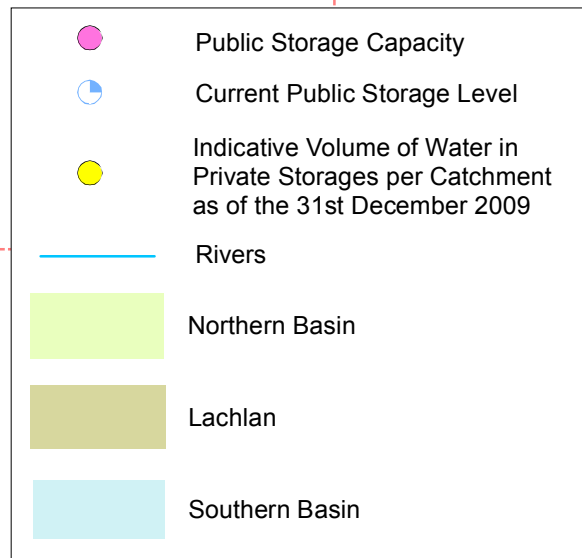 Public Storage Capacity
Current Public Storage Level
Indicative Volume of Water in
Private Storages per Catchment
as of the 31st December 2009
Rivers
Northern Basin
Lachlan
Southern Basin